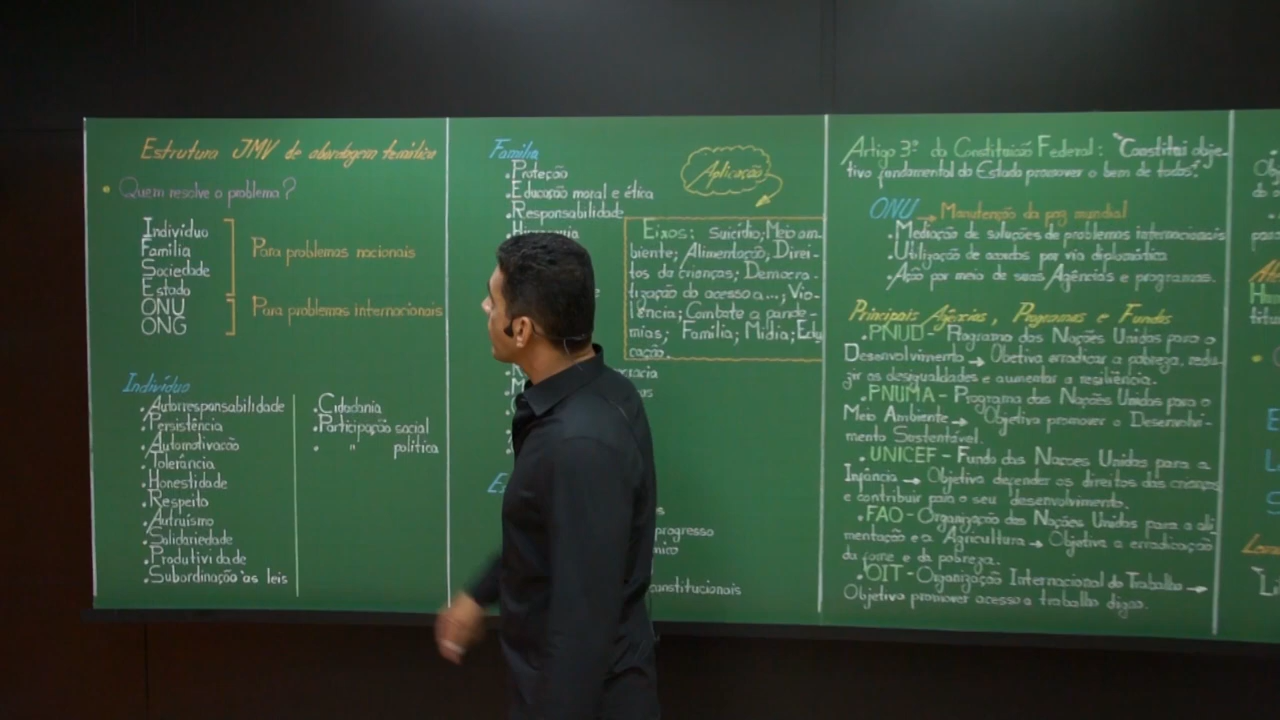 Estrutura JMV de abordagem temática
Quem resolve o problema?
Indivíduo
Família
Sociedade
Estado
ONU
ONG
Para problemas nacionais
Para problemas internacionais
Indivíduo
.Autorresponsabilidade
.Persistência
.Automotivação
.Tolerância
.Honestidade
.Respeito
.Altruísmo
.Solidariedade
.Produtividade
.Subordinação às leis
.Cidadania
.Participação social
. " política
Família
.Proteção
.Educação moral e ética
.Responsabilidade
progresso
constitucionais
Aplicação
Eixos: Suicídio; Meio am-
biente; Alimentação; Direi-
tos da crianças; Democra-
tização do acesso a...; Vio-
lência; Combate a pande-
mias; Família; Mídia; Edu
cação.
Artigo 3º do Constituição Federal: "Constitui obje-
tivo fundamental do Estado promover o bem de todos".
ONU → Manutenção da paz mundial
.Mediação de soluções de problemas internacionais
.Utilização de acordos por via diplomática
.Ação por meio de suas Agências e programas.
Principais Agências, Programas e Fundos
.PNUD - Programa das Nações Unidas para o
Desenvolvimento → Objetiva erradicar a pobreza, redu-
zir as desigualdades e aumentar a resiliência.
.PNUMA - Programa das Nações Unidas para o
Meio Ambiente → Objetiva promover o Desenvolvi-
mento Sustentável.
.UNICEF - Fundo das Nações Unidas para a
Infância → Objetiva defender os direitos das crianças
e contribuir para o seu desenvolvimento.
.FAO - Organização das Nações Unidas para a ali-
mentação e a Agricultura → Objetiva a erradicação
da fome e da pobreza.
.OIT - Organização Internacional do Trabalho →
Objetiva promover acesso a trabalho digno.